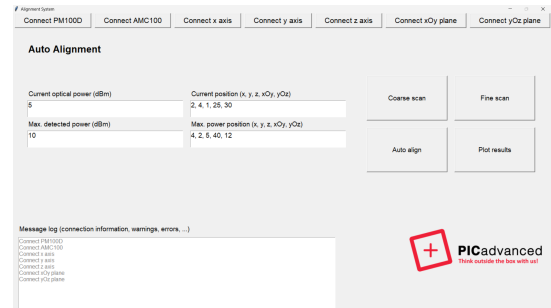 Alignment System
Connect PM100D Connect AMC100 Connect x axis Connect y axis Connect z axis Connect xOy plane Connect yOz plane
Auto Alignment
Current optical power (dBm) Current position (x, y, z, xOy, yOz)
5 2, 4, 1, 25, 30
Max. detected power (dBm) Max. power position (x, y, z, xOy, yOz)
10 4, 2, 5, 40, 12
Coarse scan Fine scan
Auto align Plot results
Message log (connection information, warnings, errors, ...)
Connect PM100D
Connect AMC100
Connect x axis
Connect y axis
Connect z axis
Connect xOy plane
Connect yOz plane
PICadvanced
Think outside the box with us!